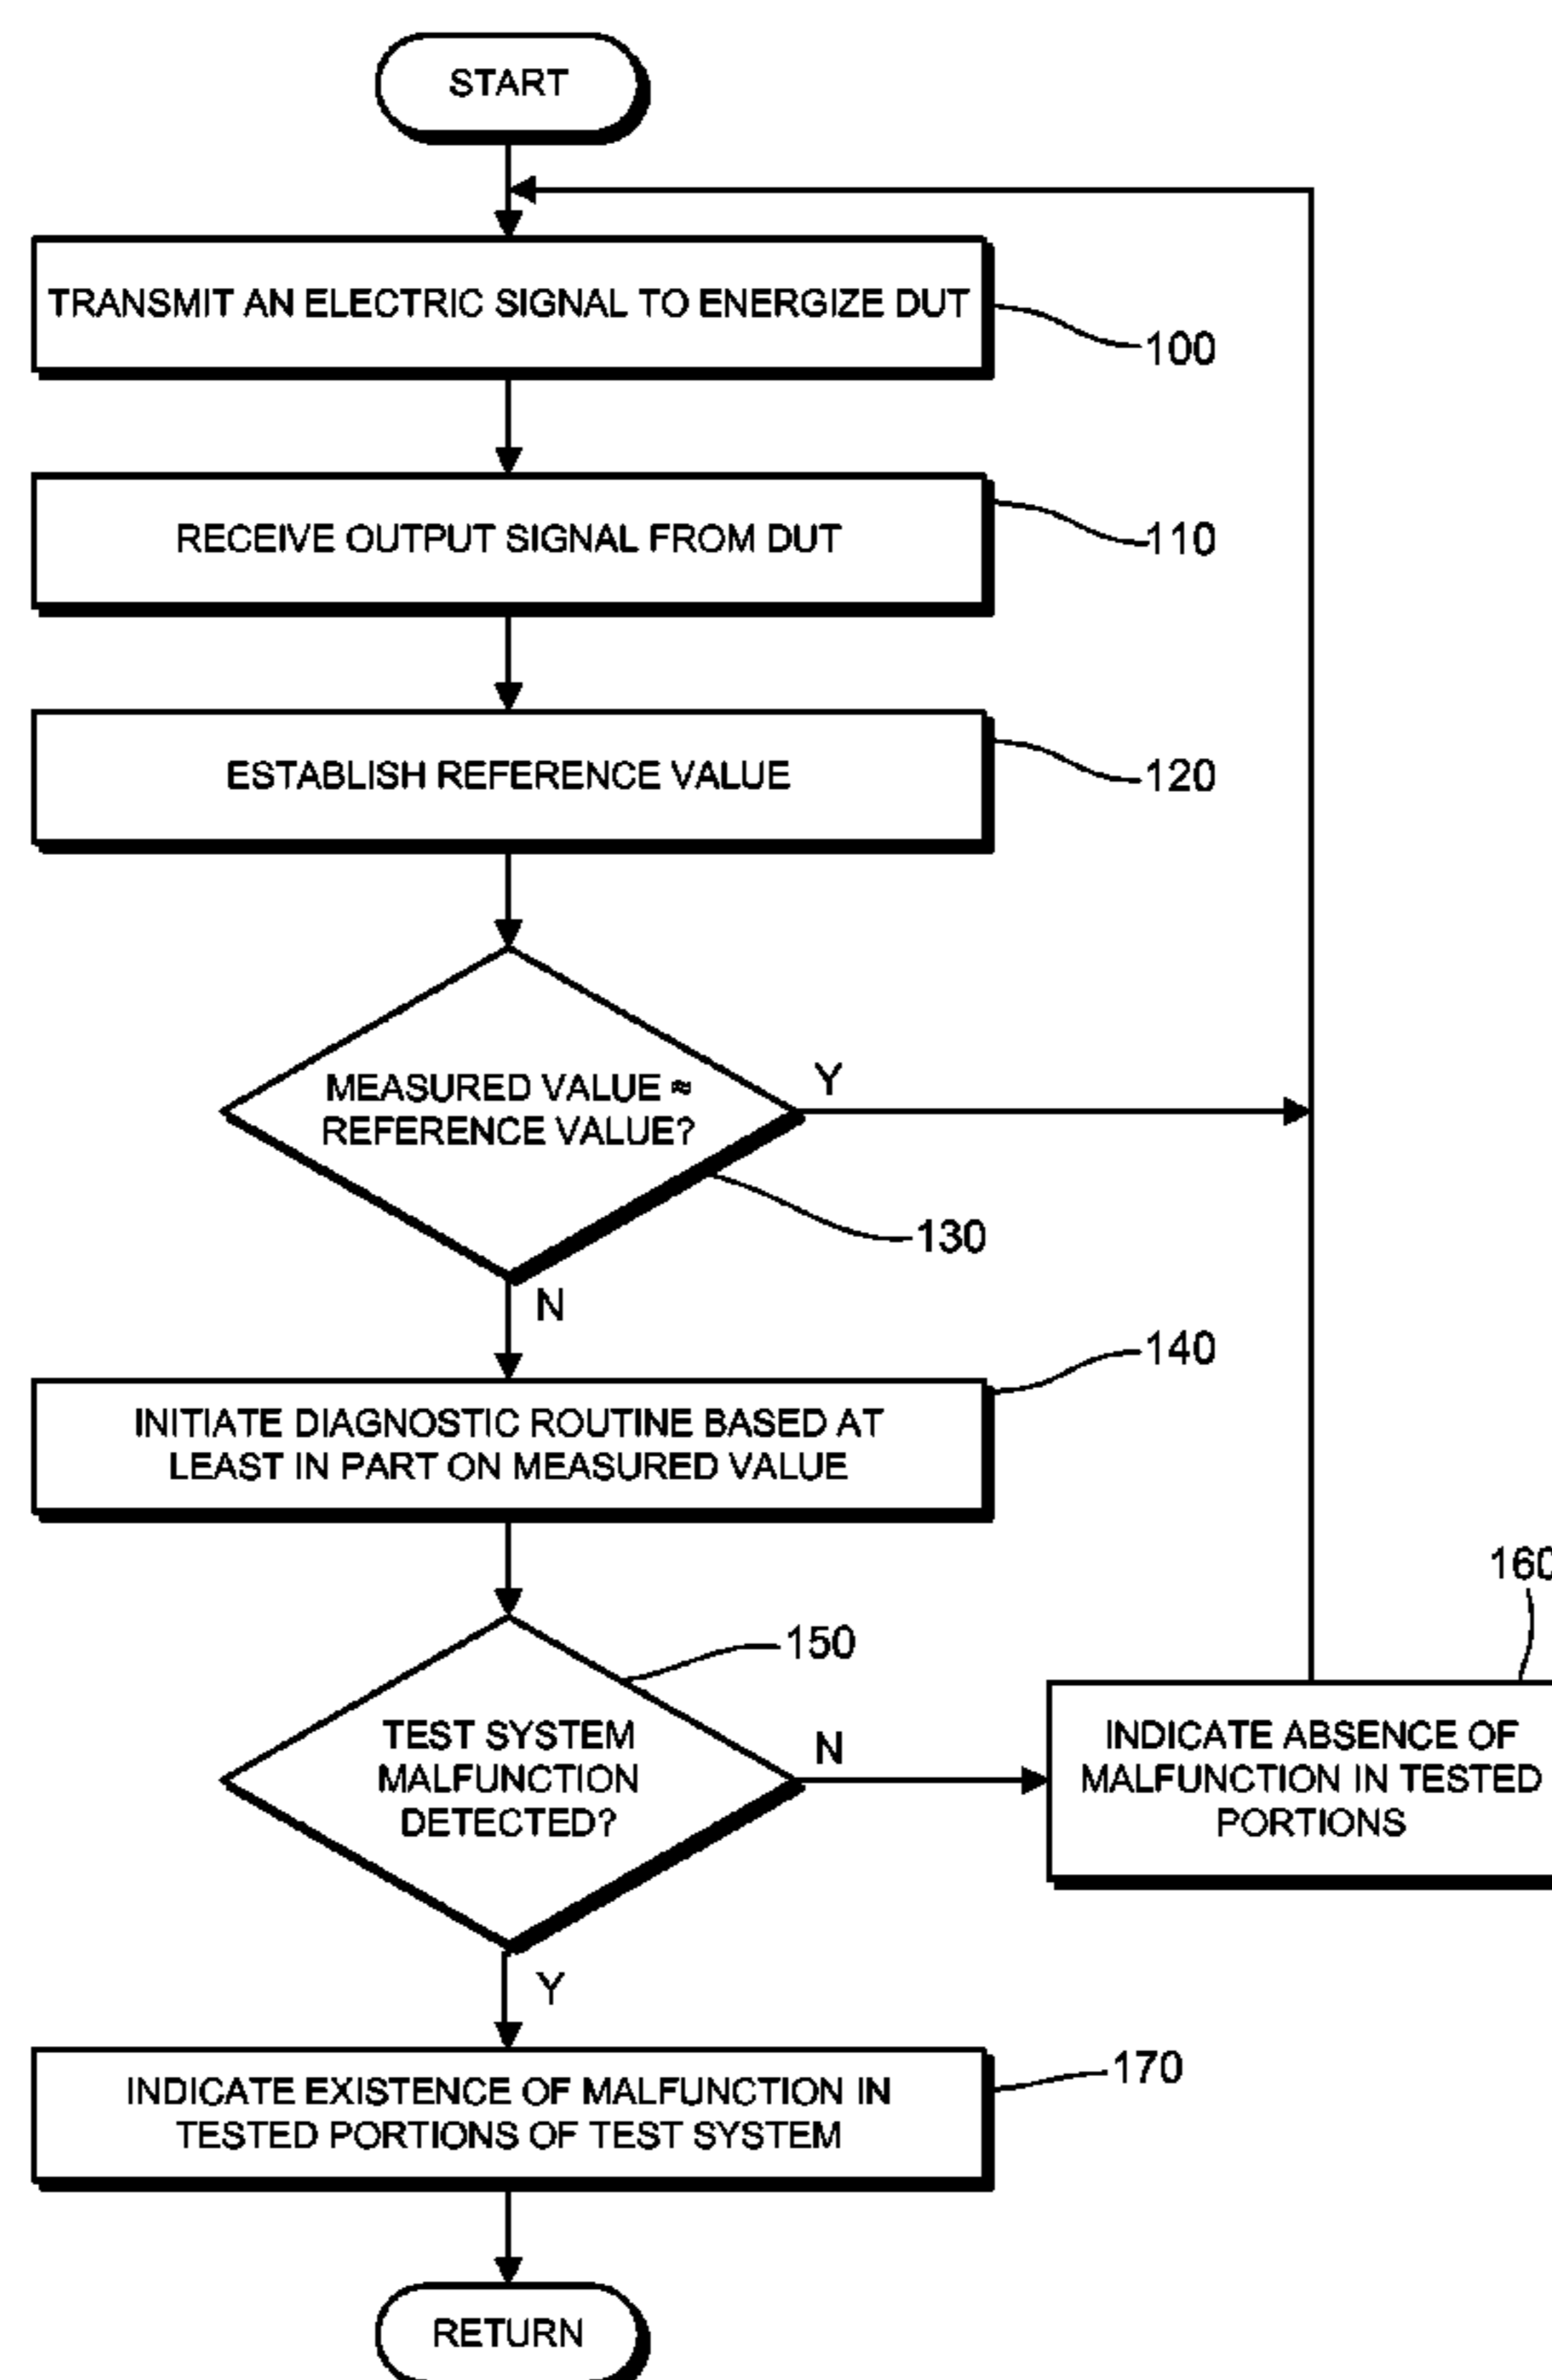 START
TRANSMIT AN ELECTRIC SIGNAL TO ENERGIZE DUT
100
RECEIVE OUTPUT SIGNAL FROM DUT
110
ESTABLISH REFERENCE VALUE
120
MEASURED VALUE ≈
REFERENCE VALUE?
Y
130
N
140
INITIATE DIAGNOSTIC ROUTINE BASED AT
LEAST IN PART ON MEASURED VALUE
150
TEST SYSTEM
MALFUNCTION
DETECTED?
N
160
INDICATE ABSENCE OF
MALFUNCTION IN TESTED
PORTIONS
Y
170
INDICATE EXISTENCE OF MALFUNCTION IN
TESTED PORTIONS OF TEST SYSTEM
RETURN